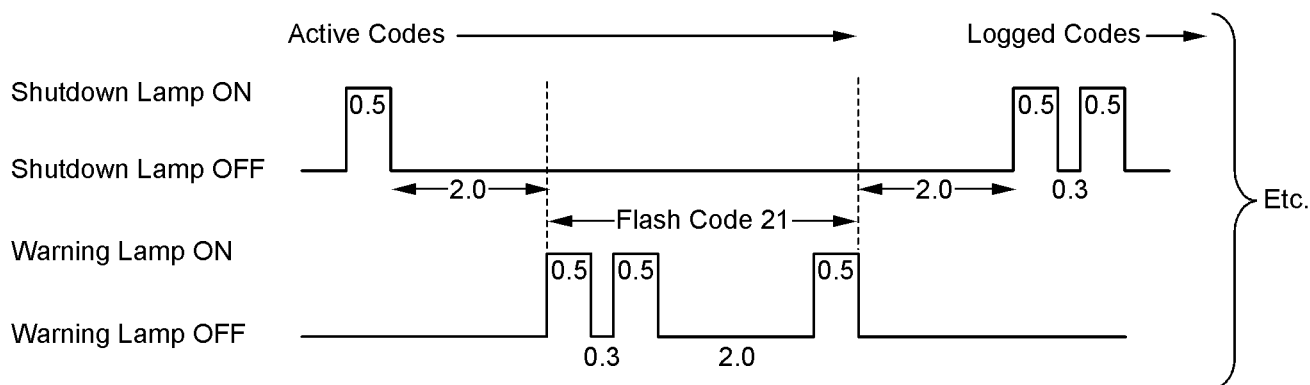 Active Codes
Logged Codes
Shutdown Lamp ON
0.5
0.5
0.5
Shutdown Lamp OFF
2.0
2.0
0.3
Etc.
Flash Code 21
Warning Lamp ON
0.5
0.5
0.5
Warning Lamp OFF
0.3
2.0